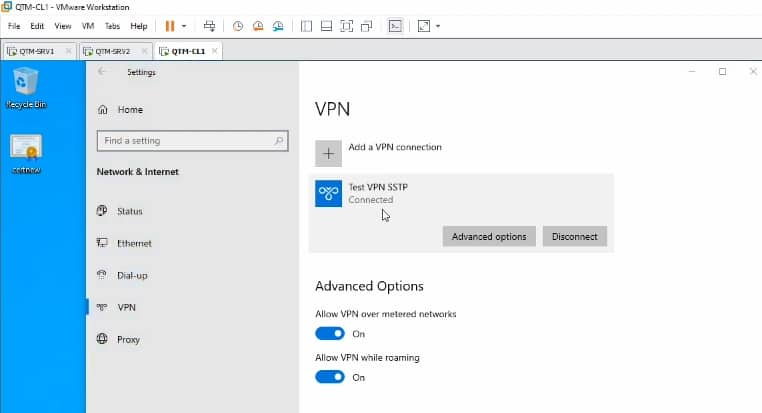 QTM-CL1 - VMware Workstation
File Edit View VM Tabs Help
QTM-SRV1 QTM-SRV2 QTM-CL1
Recycle Bin
certnew
Settings
Home
Find a setting
Network & Internet
Status
Ethernet
Dial-up
VPN
Proxy
VPN
Add a VPN connection
Test VPN SSTP
Connected
Advanced options Disconnect
Advanced Options
Allow VPN over metered networks
On
Allow VPN while roaming
On